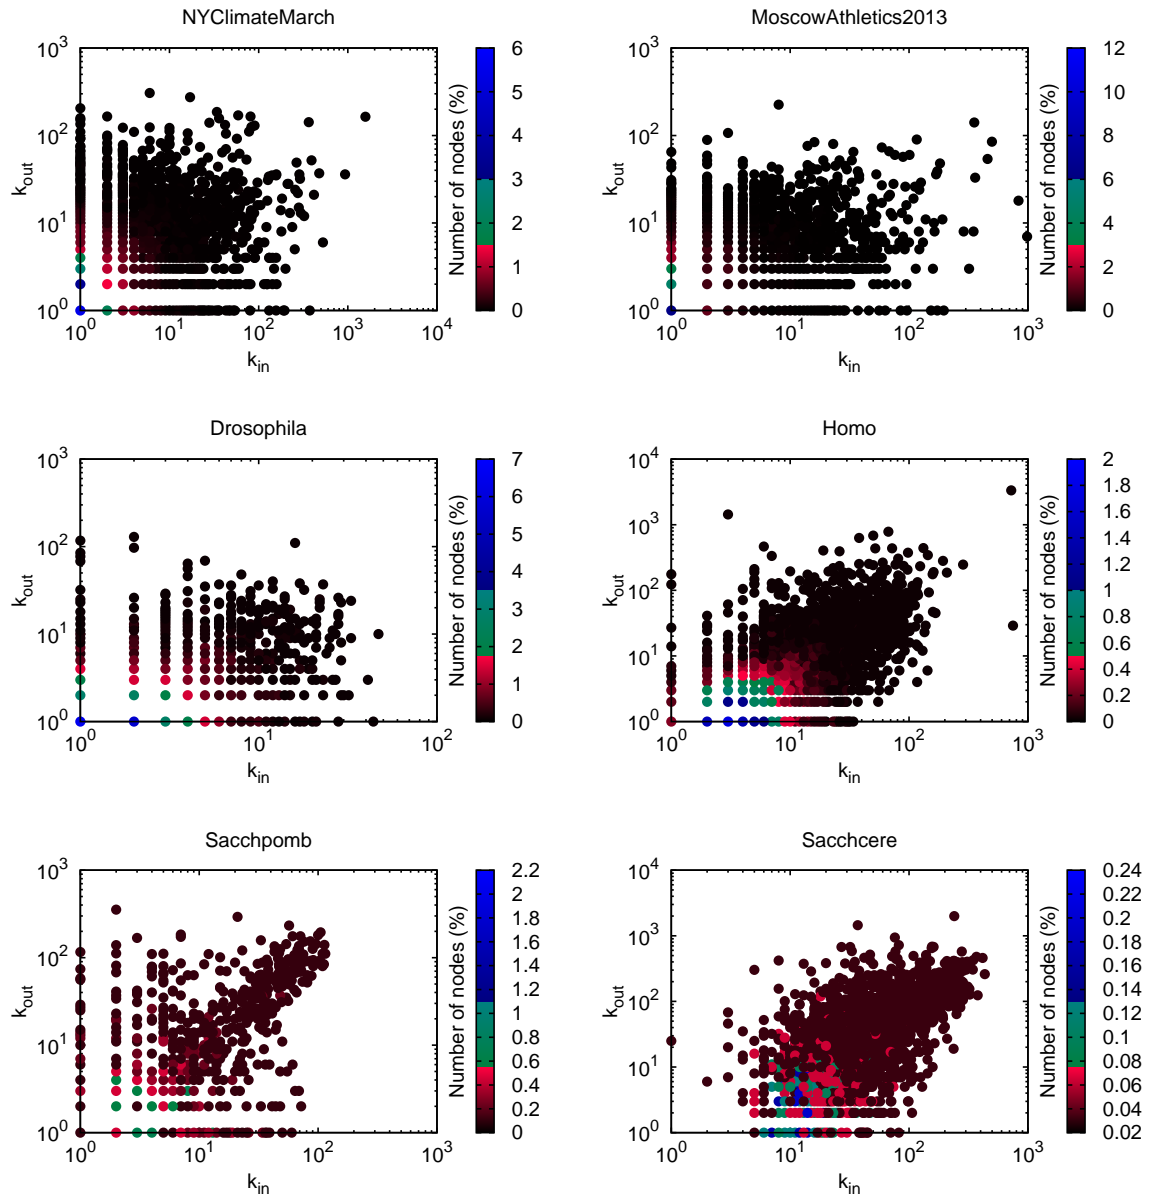 NYClimateMarch
k_out
10^3
10^2
10^1
10^0
10^0 10^1 10^2 10^3 10^4
k_in
Number of nodes (%)
6
5
4
3
2
1
0
MoscowAthletics2013
k_out
10^3
10^2
10^1
10^0
10^0 10^1 10^2 10^3
k_in
Number of nodes (%)
12
10
8
6
4
2
0
Drosophila
k_out
10^3
10^2
10^1
10^0
10^0 10^1 10^2
k_in
Number of nodes (%)
7
6
5
4
3
2
1
0
Homo
k_out
10^4
10^3
10^2
10^1
10^0
10^0 10^1 10^2 10^3
k_in
Number of nodes (%)
2
1.8
1.6
1.4
1.2
1
0.8
0.6
0.4
0.2
0
Sacchpomb
k_out
10^3
10^2
10^1
10^0
10^0 10^1 10^2 10^3
k_in
Number of nodes (%)
2.2
1.8
1.6
1.4
1.2
1
0.8
0.6
0.4
0.2
0
Sacchcere
k_out
10^4
10^3
10^2
10^1
10^0
10^0 10^1 10^2 10^3
k_in
Number of nodes (%)
0.24
0.22
0.2
0.18
0.16
0.14
0.12
0.1
0.08
0.06
0.04
0.02